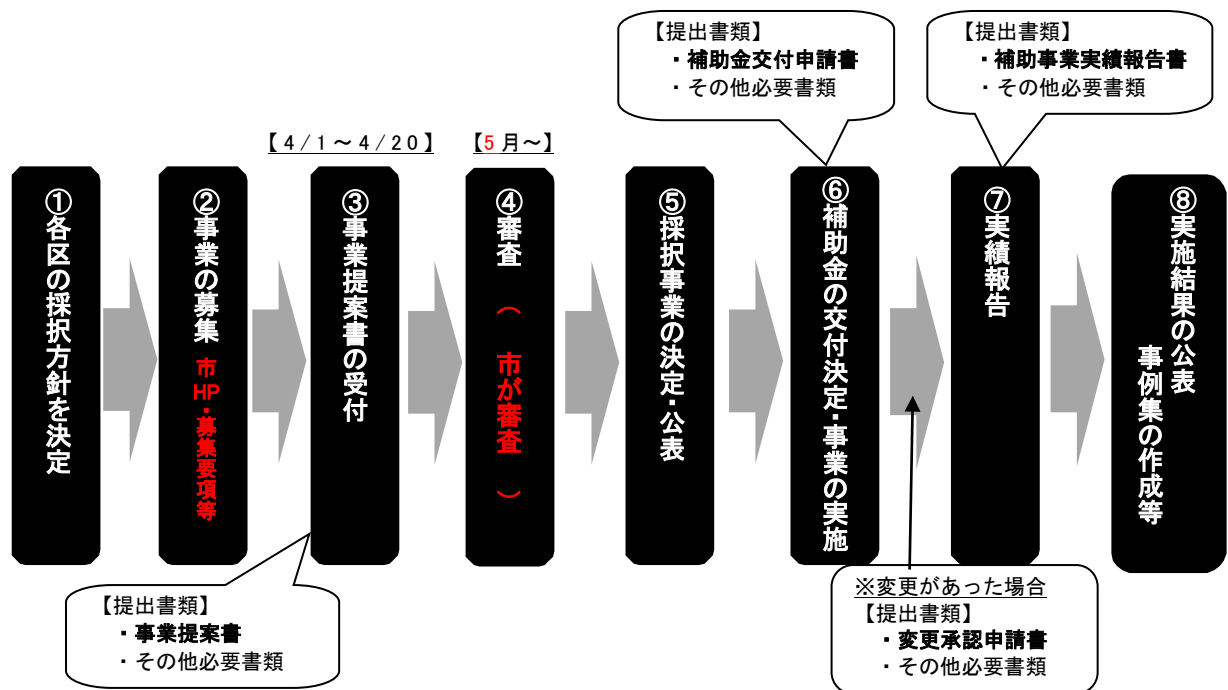 【提出書類】
・補助金交付申請書
・その他必要書類
【提出書類】
・補助事業実績報告書
・その他必要書類
【4/1～4/20】
【5月～】
①各区の採択方針を決定
②事業の募集 市HP・募集要項等
③事業提案書の受付
④審査 （ 市が審査 ）
⑤採択事業の決定・公表
⑥補助金の交付決定・事業の実施
⑦実績報告
⑧実施結果の公表
事例集の作成等
【提出書類】
・事業提案書
・その他必要書類
※変更があった場合
【提出書類】
・変更承認申請書
・その他必要書類